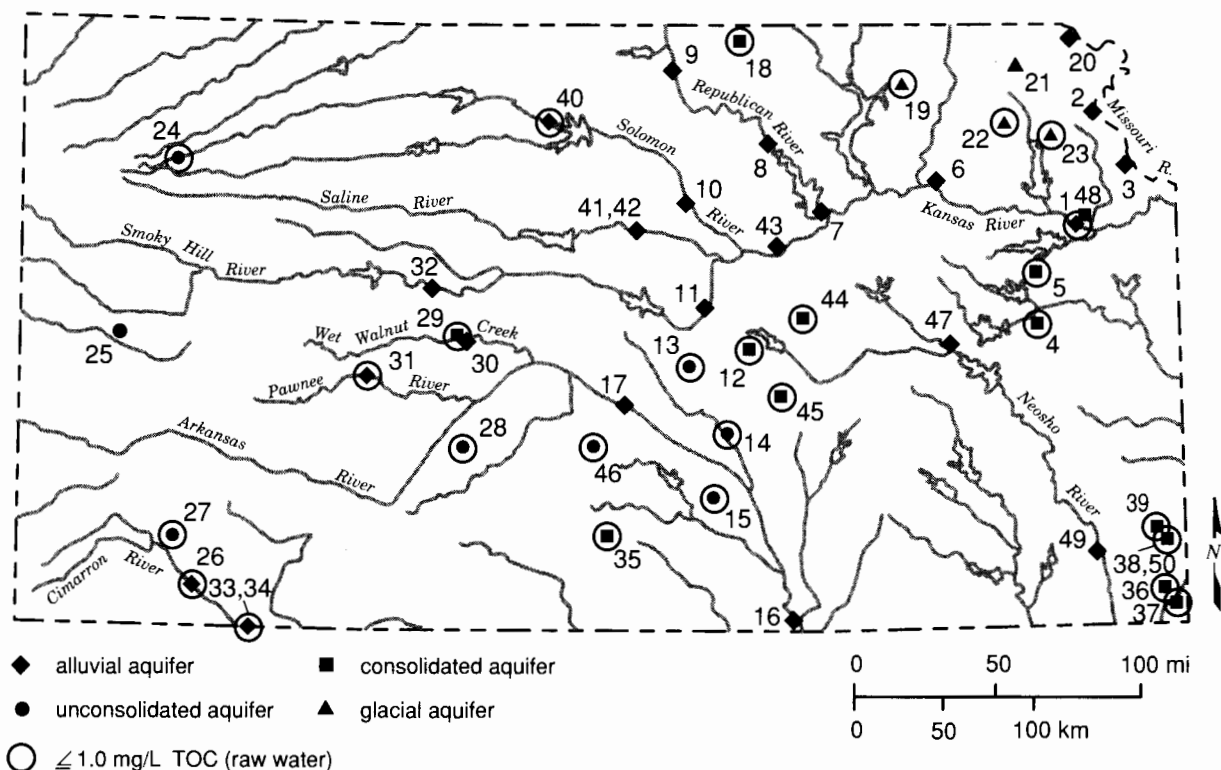 20
9
18
21
2
19
40
Republican
River
22
23
Missouri
R.
24
Solomon
8
3
6
10
148
Saline
River
41,42
River
43
7
Kansas
River
Smoky
Hill
River
32
5
11
44
Wet
Walnut
29
Creek
47
4
25
30
13
12
31
Pawnee
River
17
45
Neosho
Arkansas
River
28
46
14
River
27
15
39
N
26
35
49
38,50
Cimarron
River
33,34
36
16
37
alluvial aquifer
consolidated aquifer
unconsolidated aquifer
glacial aquifer
≤1.0 mg/L TOC (raw water)
0 50 100 mi
0 50 100 km